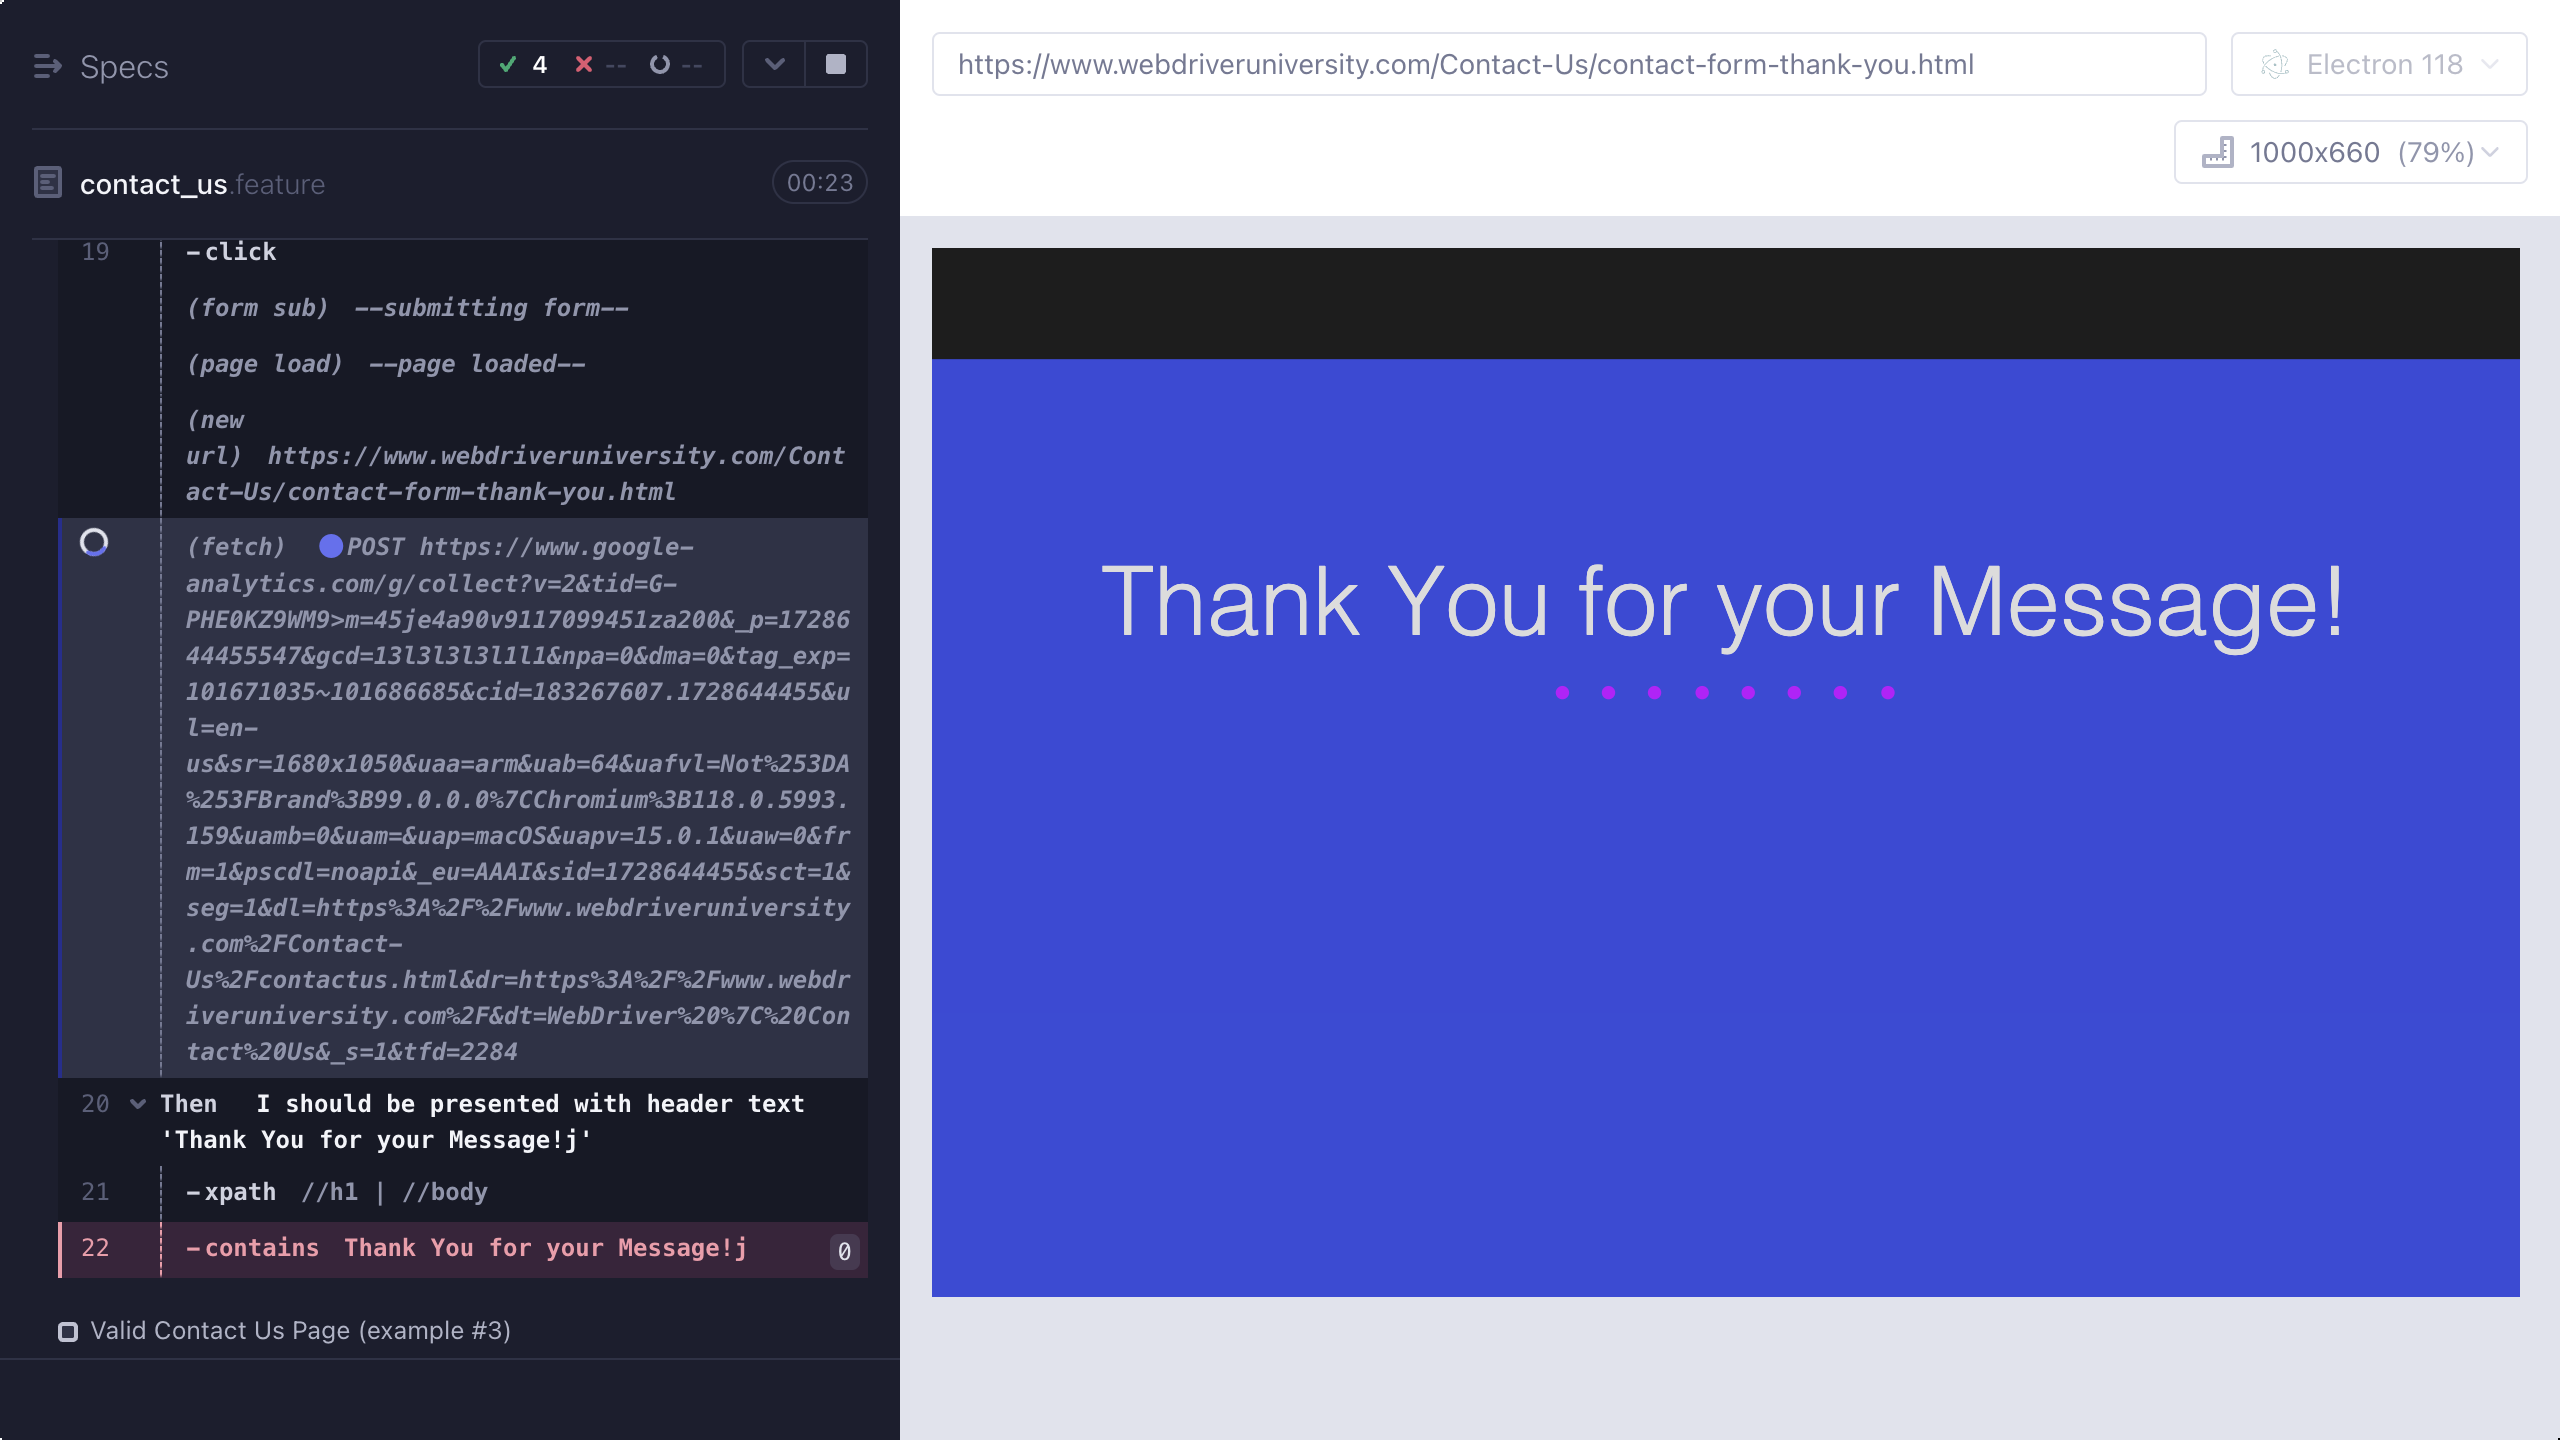 Specs
4 -- --
contact_us.feature
00:23
19 -click
(form sub) --submitting form--
(page load) --page loaded--
(new
url) https://www.webdriveruniversity.com/Cont
act-Us/contact-form-thank-you.html
(fetch) POST https://www.google-
analytics.com/g/collect?v=2&tid=G-
PHE0KZ9WM9>m=45je4a90v9117099451za200&_p=17286
44455547&gcd=13l3l3l3l1l1&npa=0&dma=0&tag_exp=
101671035~101686685&cid=183267607.1728644455&u
l=en-
us&sr=1680x1050&uaa=arm&uab=64&uafvl=Not%253DA
%253FBrand%3B99.0.0.0%7CChromium%3B118.0.5993.
159&uamb=0&uam=&uap=macOS&uapv=15.0.1&uaw=0&fr
m=1&pscdl=noapi&_eu=AAAI&sid=1728644455&sct=1&
seg=1&dl=https%3A%2F%2Fwww.webdriveruniversity
.com%2FContact-
Us%2Fcontactus.html&dr=https%3A%2F%2Fwww.webdr
iveruniversity.com%2F&dt=WebDriver%20%7C%20Con
tact%20Us&_s=1&tfd=2284
20 Then I should be presented with header text
'Thank You for your Message!j'
21 -xpath //h1 | //body
22 -contains Thank You for your Message!j 0
Valid Contact Us Page (example #3)
https://www.webdriveruniversity.com/Contact-Us/contact-form-thank-you.html
Electron 118
1000x660 (79%)
Thank You for your Message!